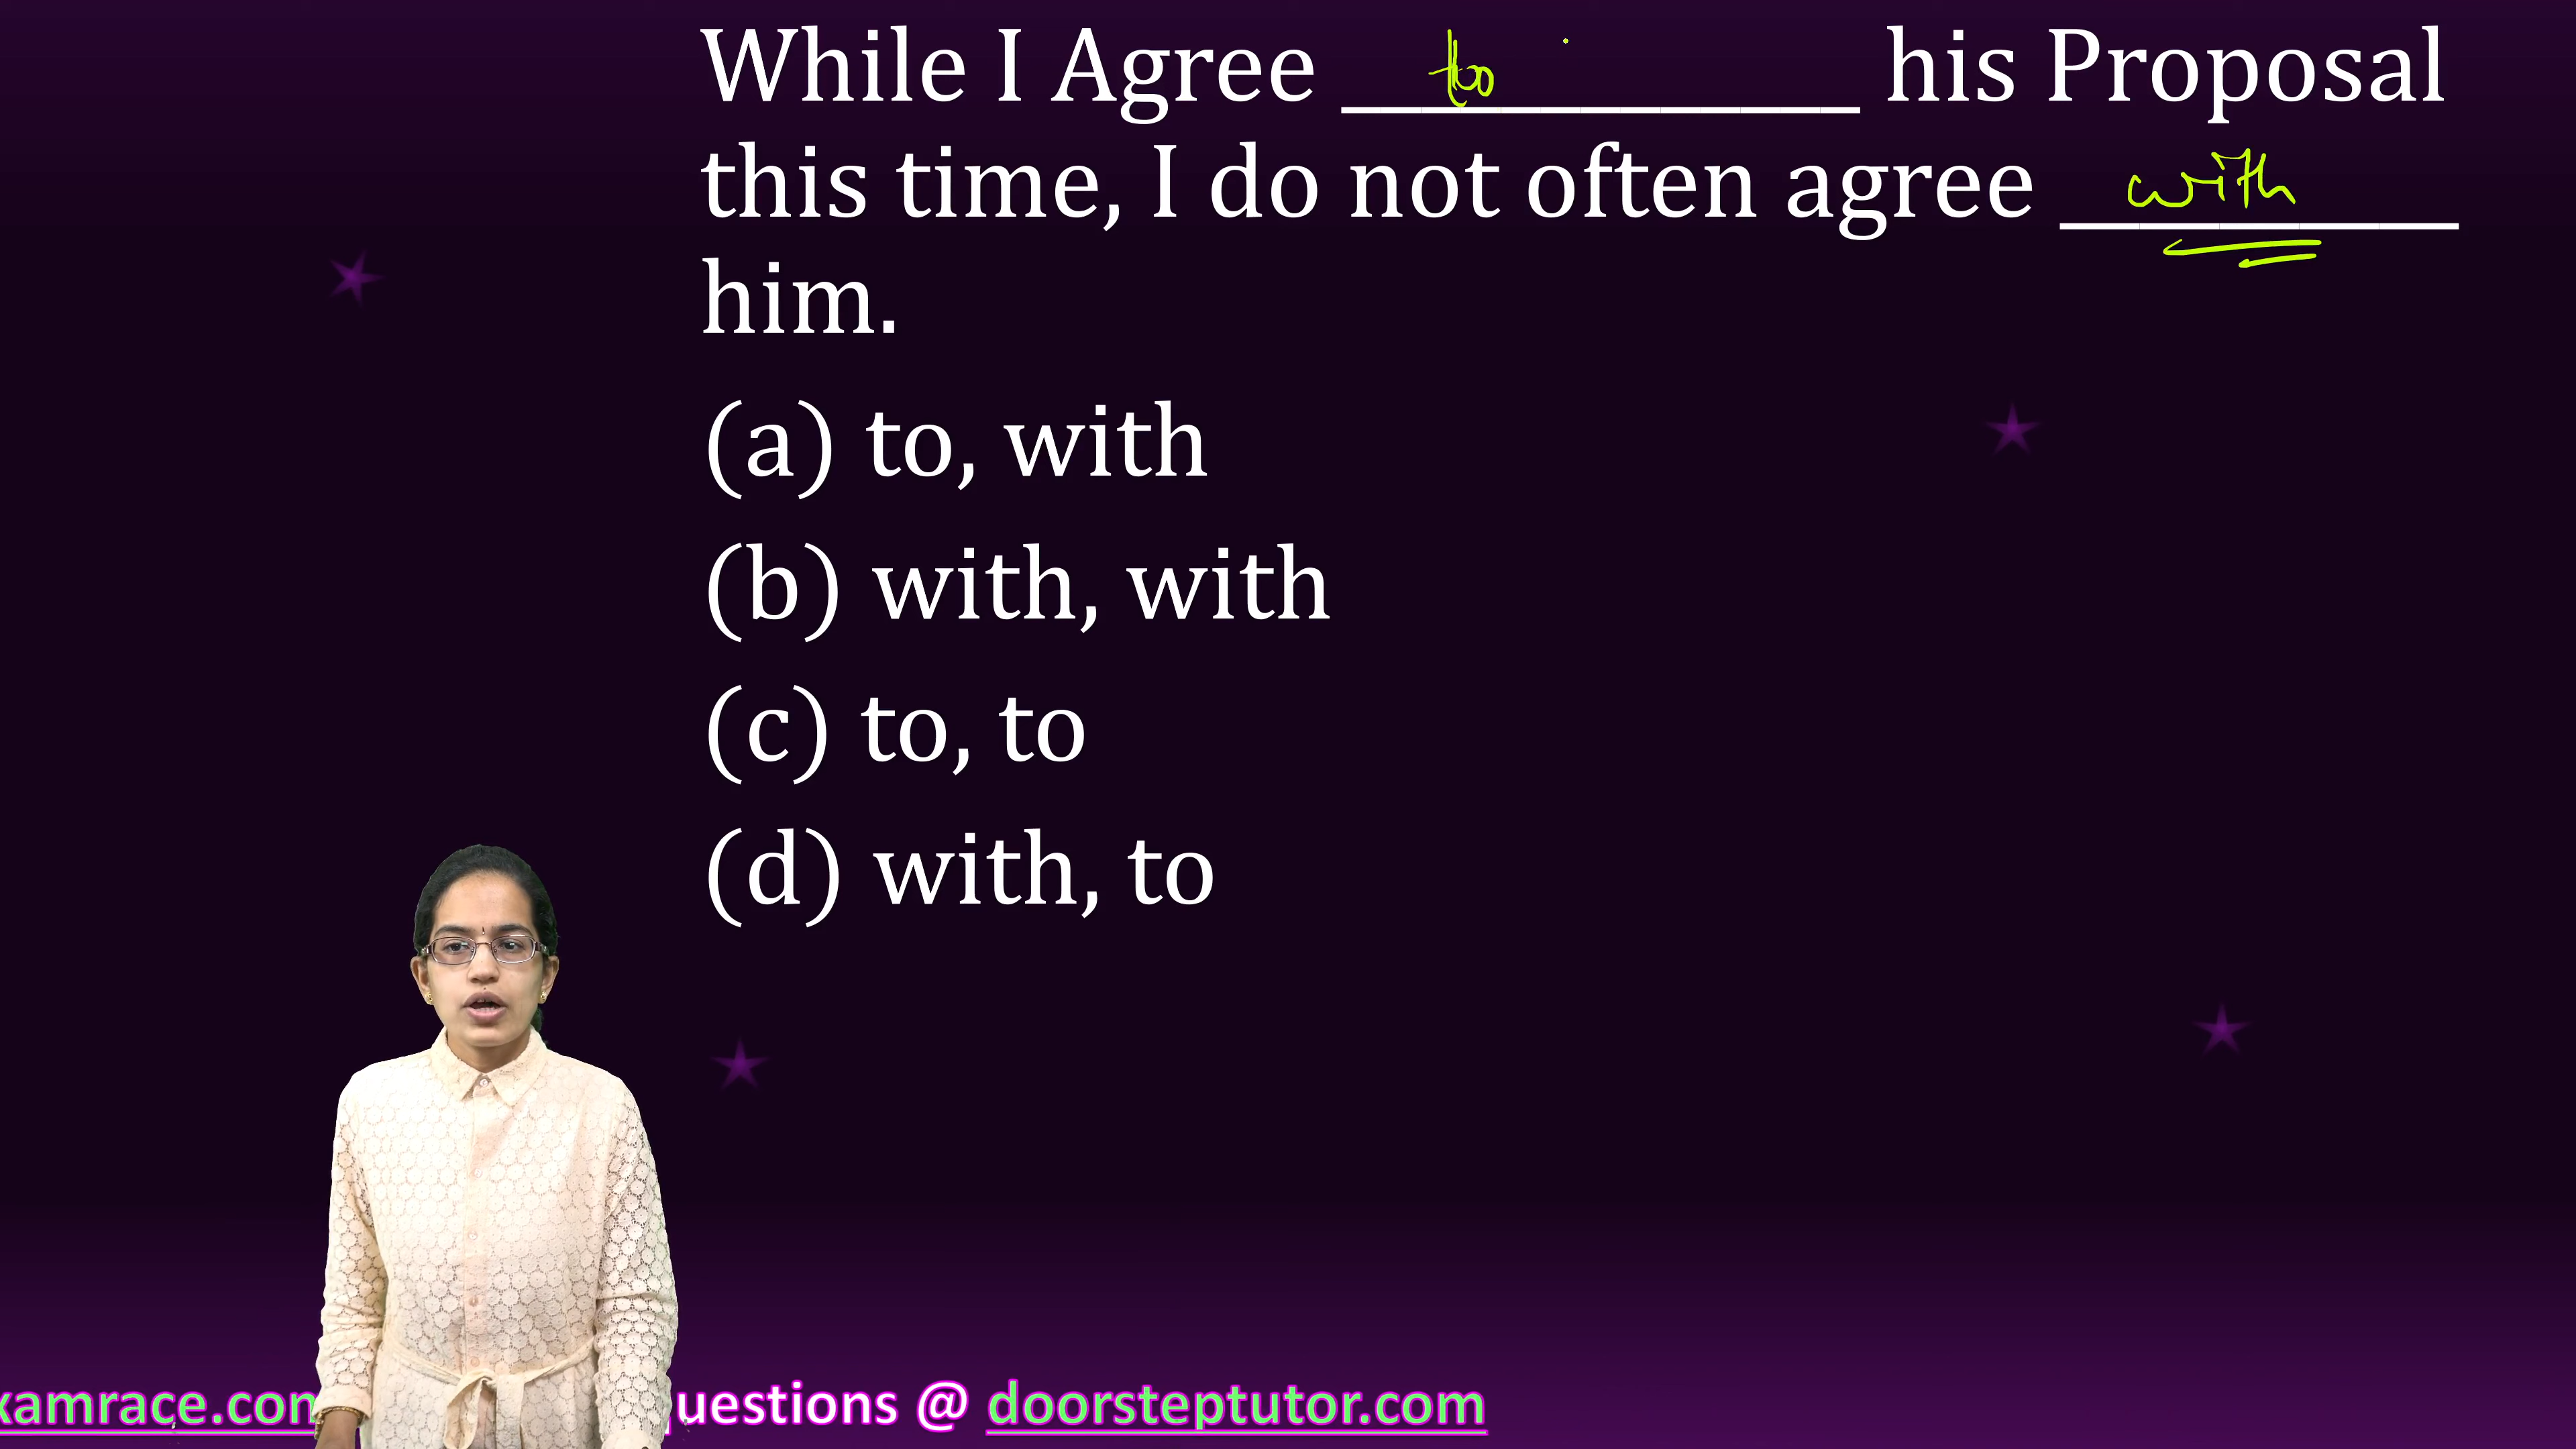 While I Agree to his Proposal
this time, I do not often agree with
him.
(a) to, with
(b) with, with
(c) to, to
(d) with, to
xamrace.com uestions @ doorsteptutor.com